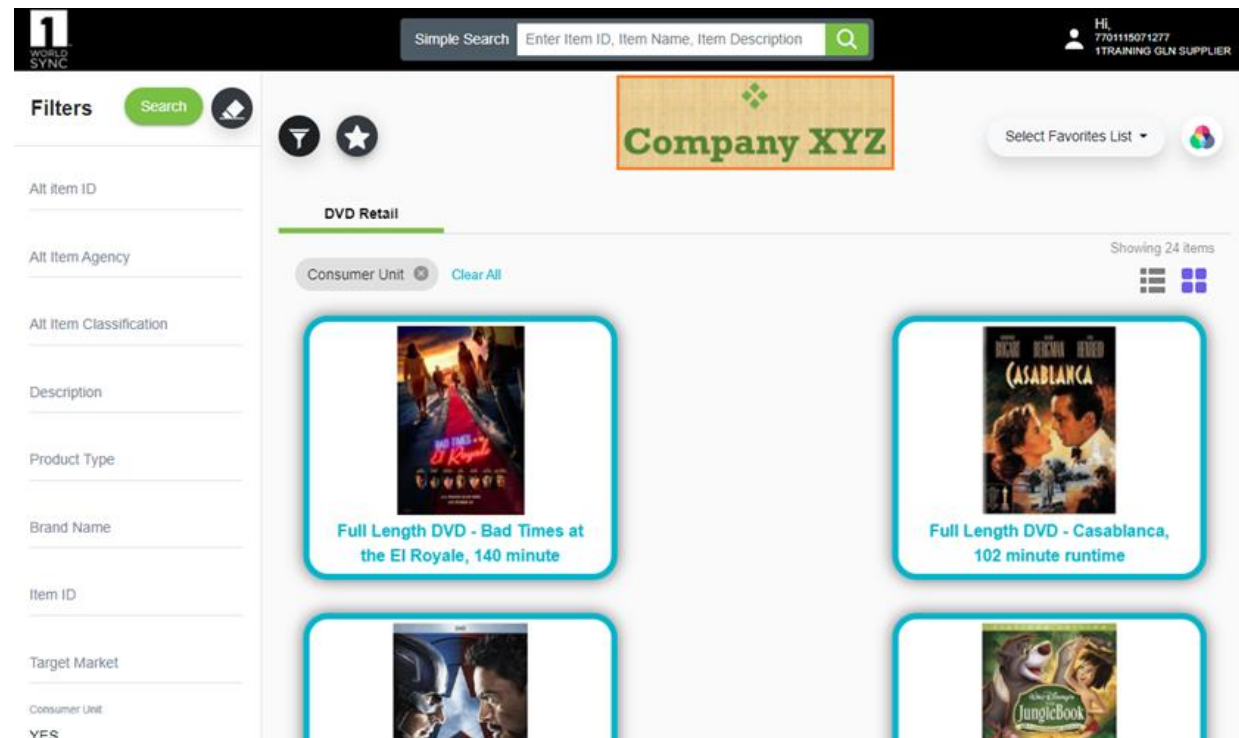 1
WORLD
SYNC
Simple Search
Enter Item ID, Item Name, Item Description
Hi,
7701115071277
1TRAINING GLN SUPPLIER
Filters
Search
Company XYZ
Select Favorites List
Alt item ID
DVD Retail
Alt Item Agency
Showing 24 items
Consumer Unit
Clear All
Alt Item Classification
Description
Product Type
Brand Name
Item ID
Target Market
Consumer Unit
YES
BAD TIMES
El Royale
Full Length DVD - Bad Times at
the El Royale, 140 minute
BOGART BERGMAN HENREID
CASABLANCA
Full Length DVD - Casablanca,
102 minute runtime
DVD
Walt Disney's
Jungle Book